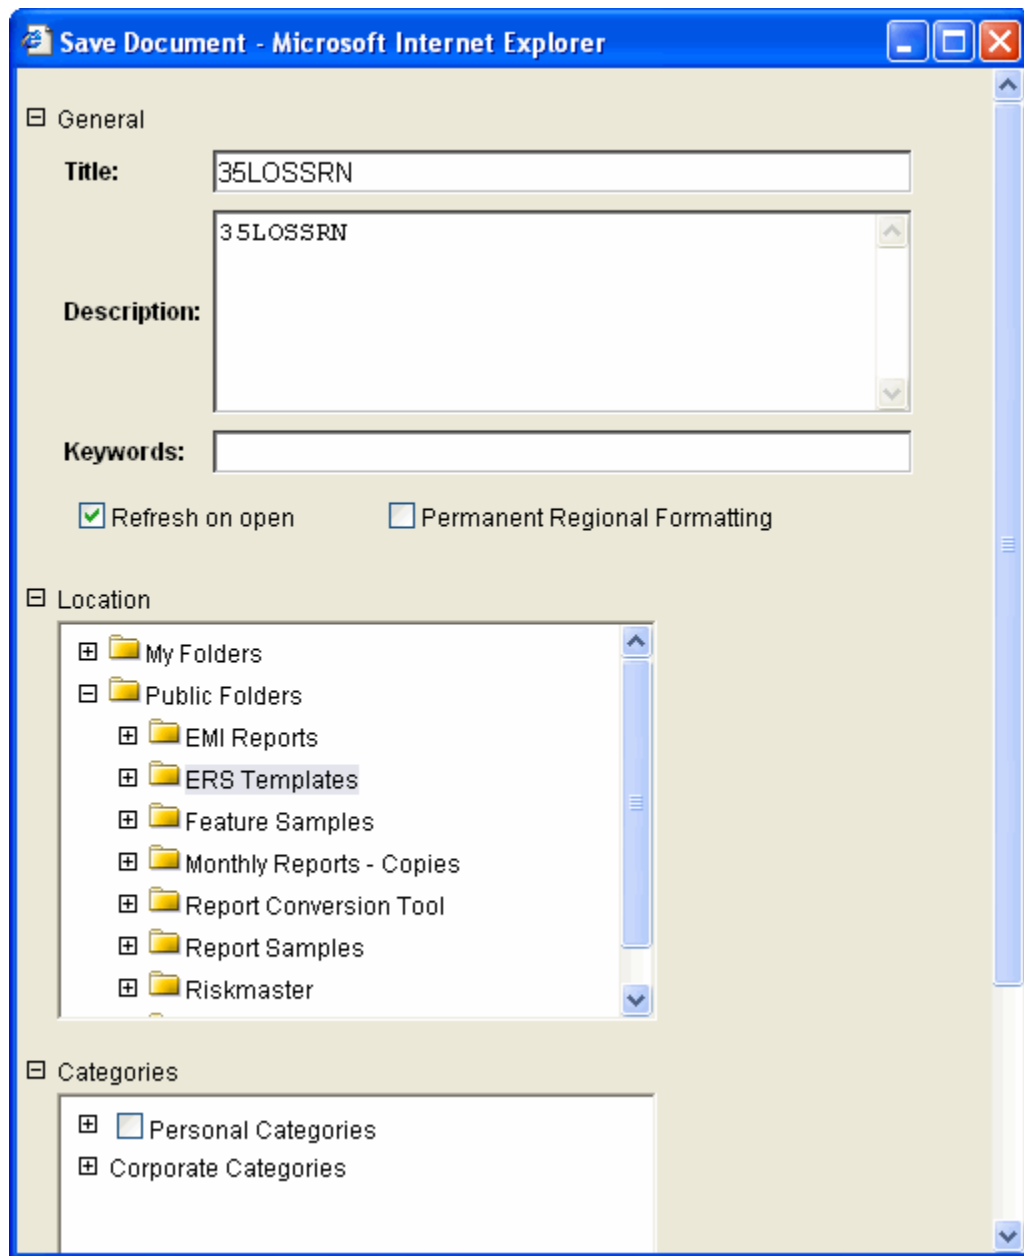 Save Document - Microsoft Internet Explorer
General
Title: 35LOSSRN
35LOSSRN
Description:
Keywords:
Refresh on open Permanent Regional Formatting
Location
My Folders
Public Folders
EMI Reports
ERS Templates
Feature Samples
Monthly Reports - Copies
Report Conversion Tool
Report Samples
Riskmaster
Categories
Personal Categories
Corporate Categories